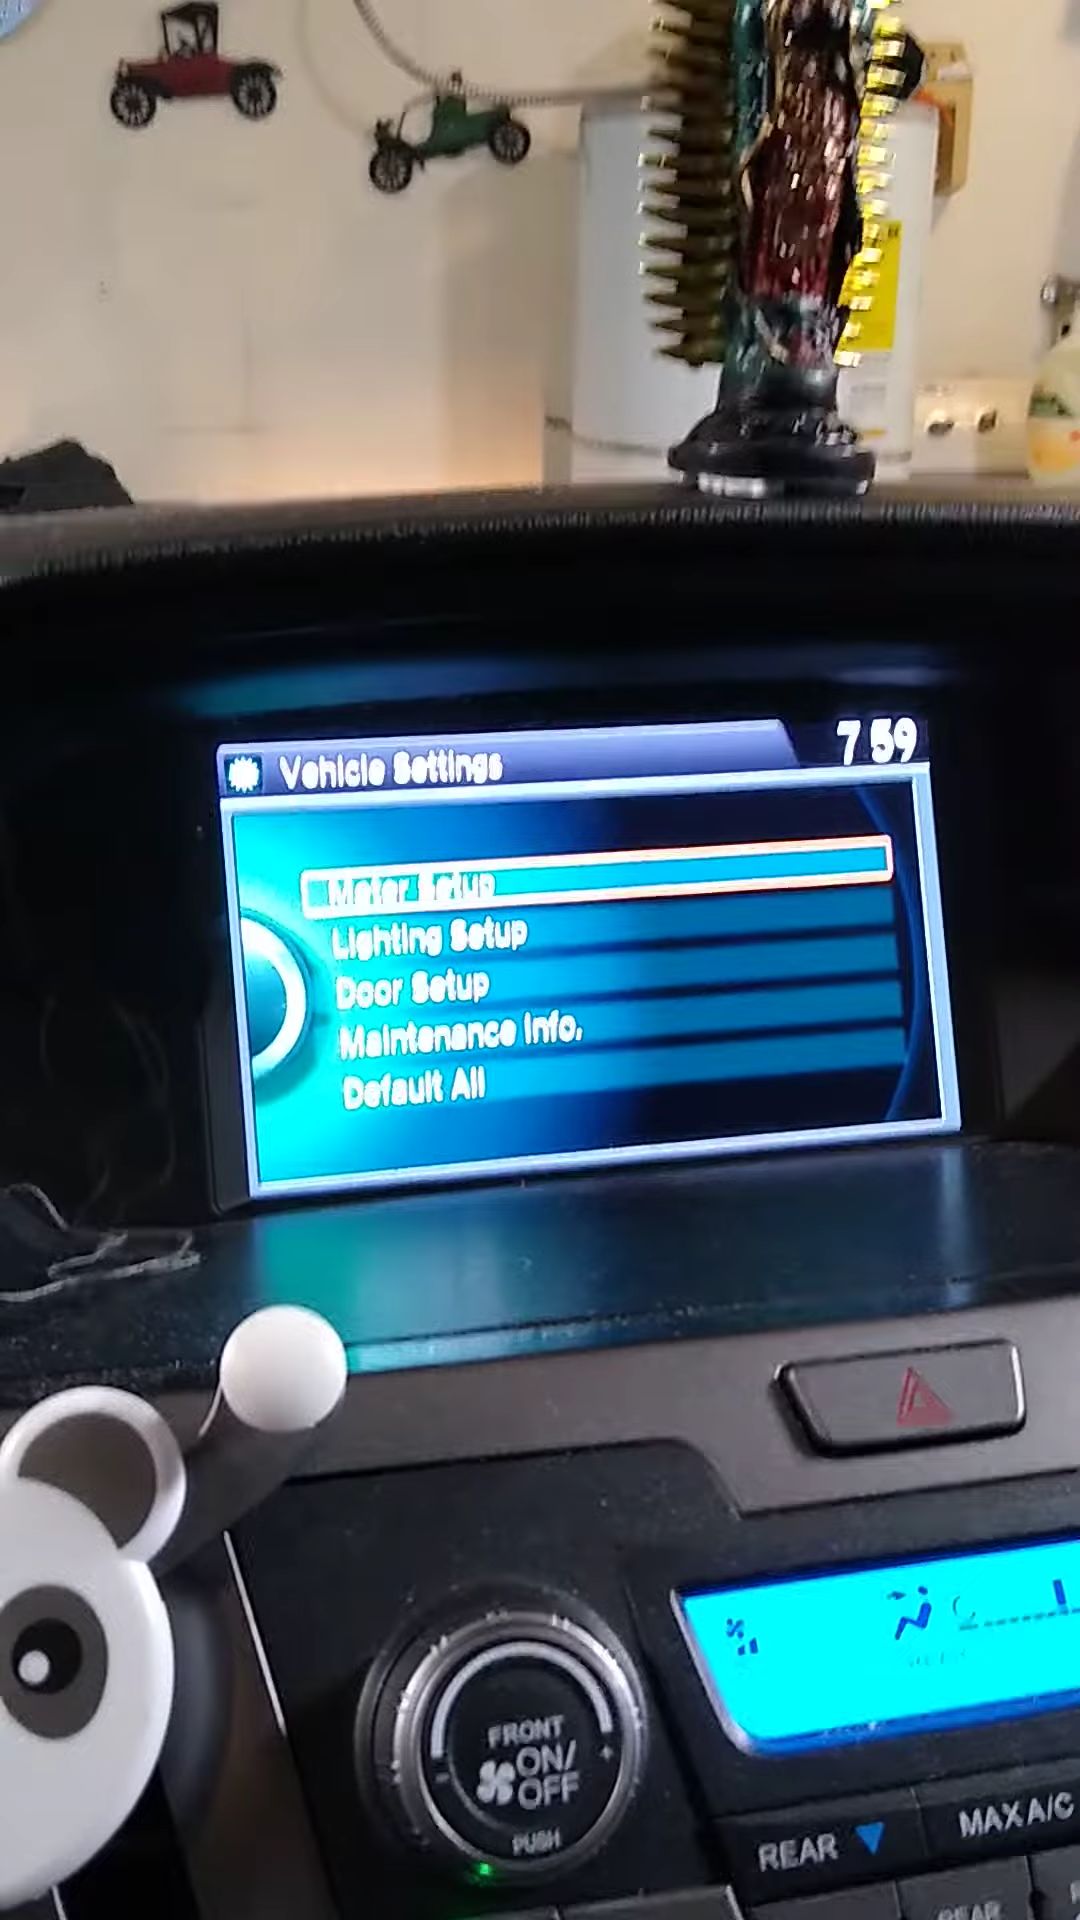 Vehicle Settings
7 59
Meter Setup
Lighting Setup
Door Setup
Maintenance Info.
Default All
FRONT
ON/
OFF
PUSH
REAR
MAX A/C
REAR